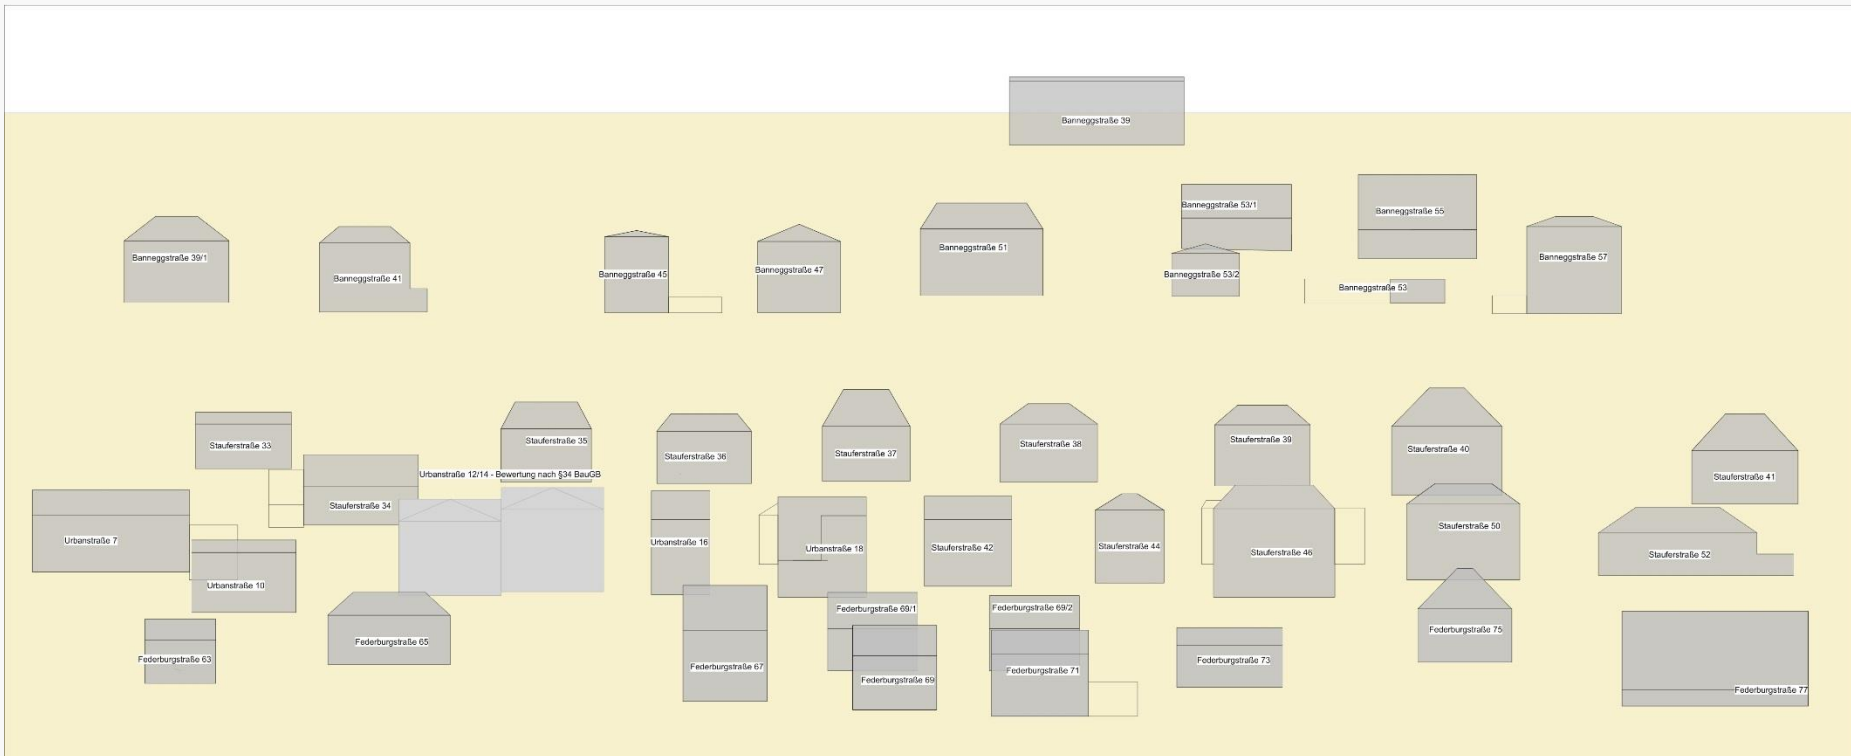 Banneggstraße 39
Banneggstraße 53/1
Banneggstraße 55
Banneggstraße 51
Banneggstraße 39/1
Banneggstraße 57
Banneggstraße 47
Banneggstraße 45
Banneggstraße 53/2
Banneggstraße 41
Banneggstraße 53
Stauferstraße 33
Stauferstraße 35
Stauferstraße 36
Stauferstraße 37
Stauferstraße 38
Stauferstraße 39
Stauferstraße 40
Stauferstraße 41
Urbanstraße 12/14 - Bewertung nach §34 BauGB
Stauferstraße 34
Urbanstraße 7
Urbanstraße 16
Urbanstraße 18
Stauferstraße 42
Stauferstraße 44
Stauferstraße 46
Stauferstraße 50
Stauferstraße 52
Urbanstraße 10
Federburgstraße 69/1
Federburgstraße 69/2
Federburgstraße 75
Federburgstraße 65
Federburgstraße 63
Federburgstraße 67
Federburgstraße 69
Federburgstraße 71
Federburgstraße 73
Federburgstraße 77